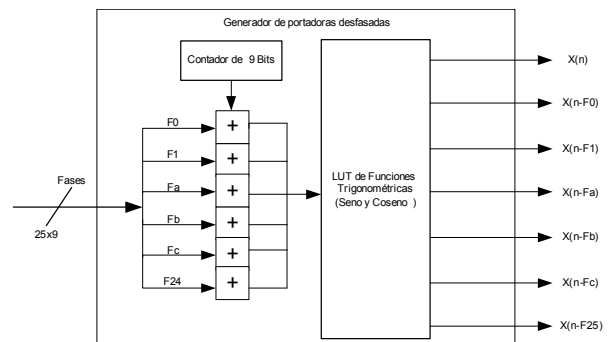 Generador de portadoras desfasadas
Contador de 9 Bits
F0
+
F1
+
Fa
+
Fb
+
Fc
+
F24
+
Fases
25x9
LUT de Funciones
Trigonométricas
(Seno y Coseno )
X(n)
X(n-F0)
X(n-F1)
X(n-Fa)
X(n-Fb)
X(n-Fc)
X(n-F25)